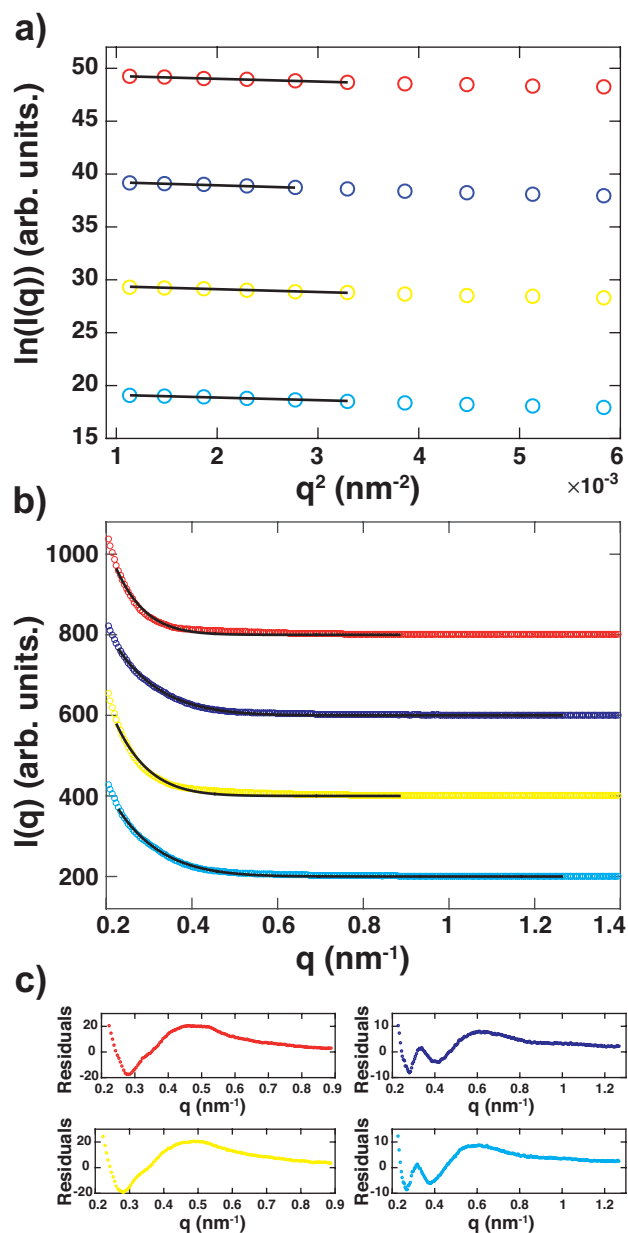 a)
50
45
40
35
30
25
20
15
ln(I(q)) (arb. units.)
1 2 3 4 5 6
×10⁻³
q² (nm⁻²)
b)
1000
800
600
400
200
I(q) (arb. units.)
0.2 0.4 0.6 0.8 1 1.2 1.4
q (nm⁻¹)
c)
Residuals
20
0
-20
0.2 0.3 0.4 0.5 0.6 0.7 0.8 0.9
q (nm⁻¹)
Residuals
10
0
-10
0.2 0.4 0.6 0.8 1 1.2
q (nm⁻¹)
Residuals
20
0
-20
0.2 0.3 0.4 0.5 0.6 0.7 0.8 0.9
q (nm⁻¹)
Residuals
10
0
-10
0.2 0.4 0.6 0.8 1 1.2
q (nm⁻¹)